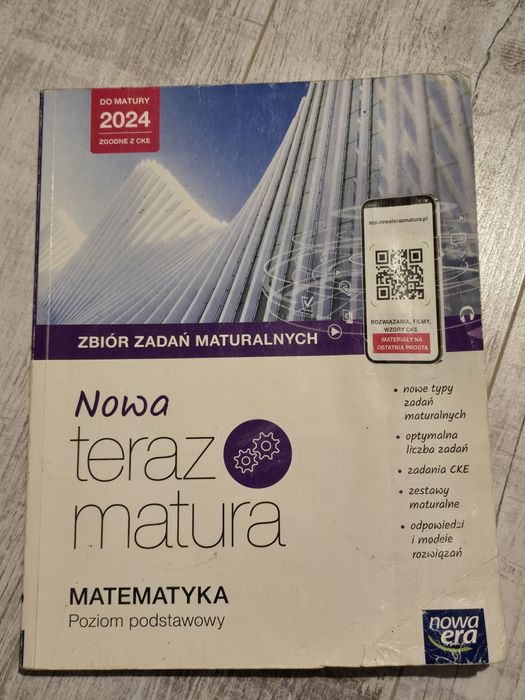 DO MATURY
2024
ZGODNE Z CKE
app.nowaterazmatura.pl
ROZWIĄZANIA, FILMY,
WZORY CKE
MATERIAŁY NA
OSTATNIĄ PROSTĄ
ZBIÓR ZADAŃ MATURALNYCH
Nowa
teraz
matura
• nowe typy
zadań
maturalnych
• optymalna
liczba zadań
• zadania CKE
• zestawy
maturalne
• odpowiedzi
i modele
rozwiązań
MATEMATYKA
Poziom podstawowy
nowa
era